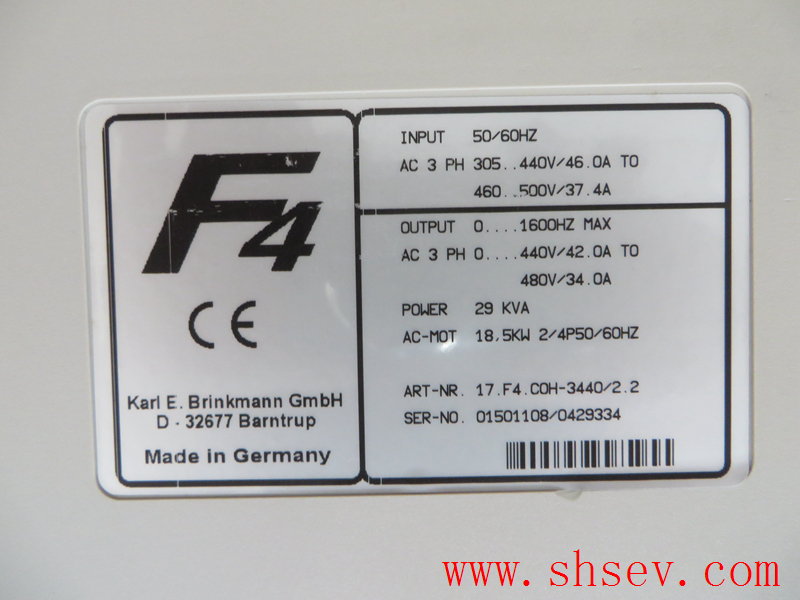 F4
CE
Karl E. Brinkmann GmbH
D - 32677 Barntrup
Made in Germany
INPUT 50/60HZ
AC 3 PH 305..440V/46.0A TO
460..500V/37.4A
OUTPUT 0....1600HZ MAX
AC 3 PH 0....440V/42.0A TO
480V/34.0A
POWER 29 KVA
AC-MOT 18,5KW 2/4P50/60HZ
ART-NR. 17.F4.C0H-3440/2.2
SER-NO. 01501108/0429334
www.shsev.com